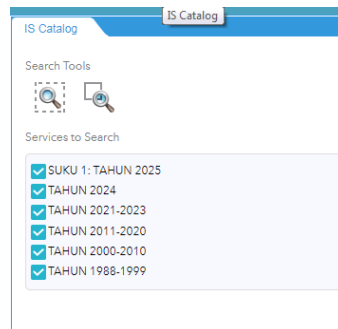 IS Catalog
IS Catalog
Search Tools
Services to Search
SUKU 1: TAHUN 2025
TAHUN 2024
TAHUN 2021-2023
TAHUN 2011-2020
TAHUN 2000-2010
TAHUN 1988-1999